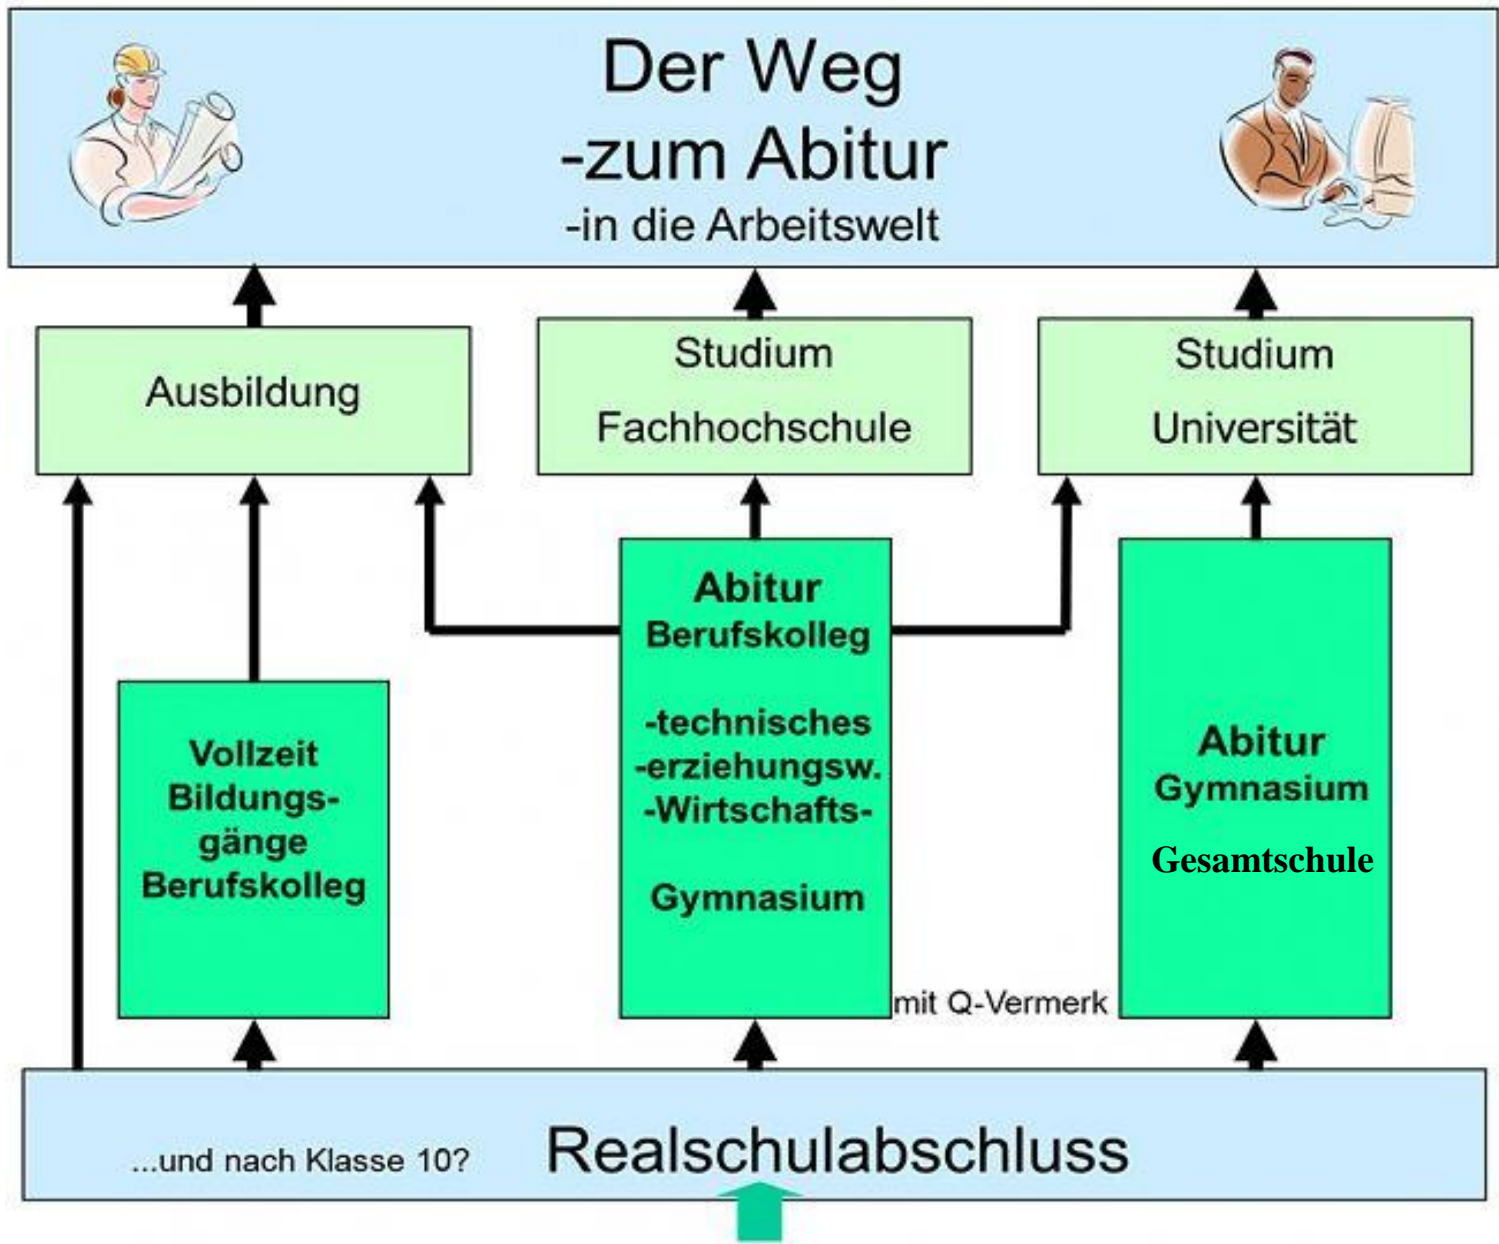 Der Weg
-zum Abitur
-in die Arbeitswelt
Ausbildung
Studium
Fachhochschule
Studium
Universität
Vollzeit
Bildungs-
gänge
Berufskolleg
Abitur
Berufskolleg
-technisches
-erziehungsw.
-Wirtschafts-
Gymnasium
mit Q-Vermerk
Abitur
Gymnasium
Gesamtschule
...und nach Klasse 10?
Realschulabschluss